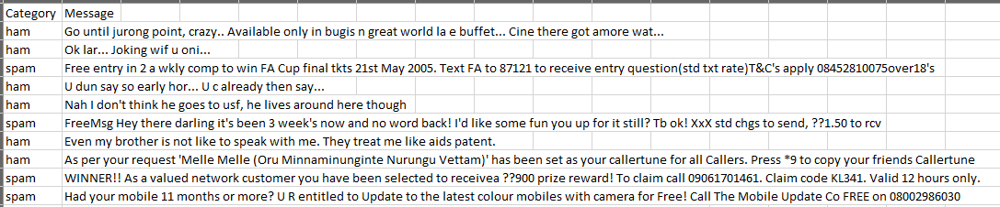 Category Message
ham Go until jurong point, crazy.. Available only in bugis n great world la e buffet... Cine there got amore wat...
ham Ok lar... Joking wif u oni...
spam Free entry in 2 a wkly comp to win FA Cup final tkts 21st May 2005. Text FA to 87121 to receive entry question(std txt rate)T&C's apply 08452810075over18's
ham U dun say so early hor... U c already then say...
ham Nah I don't think he goes to usf, he lives around here though
spam FreeMsg Hey there darling it's been 3 week's now and no word back! I'd like some fun you up for it still? Tb ok! XxX std chgs to send, ??1.50 to rcv
ham Even my brother is not like to speak with me. They treat me like aids patent.
ham As per your request 'Melle Melle (Oru Minnaminunginte Nurungu Vettam)' has been set as your callertune for all Callers. Press *9 to copy your friends Callertune
spam WINNER!! As a valued network customer you have been selected to receivea ??900 prize reward! To claim call 09061701461. Claim code KL341. Valid 12 hours only.
spam Had your mobile 11 months or more? U R entitled to Update to the latest colour mobiles with camera for Free! Call The Mobile Update Co FREE on 08002986030